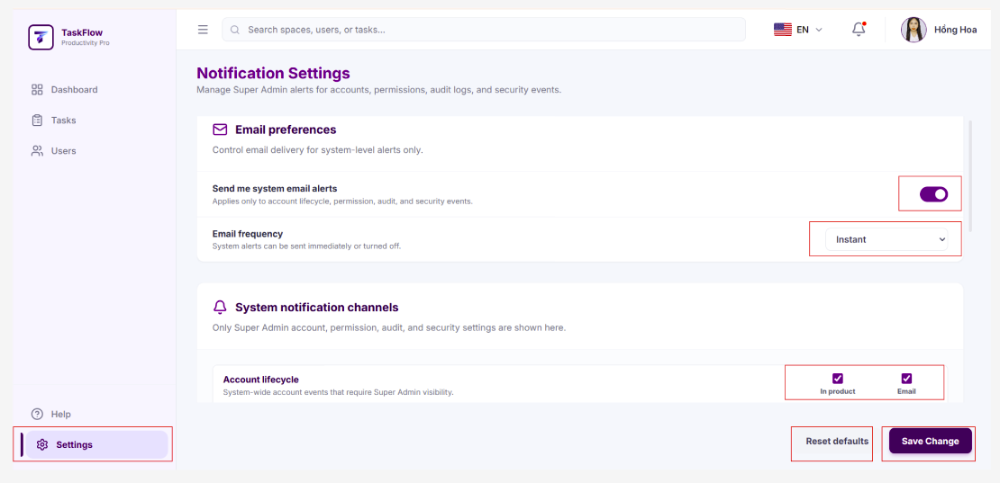 TaskFlow
Productivity Pro
Search spaces, users, or tasks...
EN
Hồng Hoa
Dashboard
Tasks
Users
Help
Settings
Notification Settings
Manage Super Admin alerts for accounts, permissions, audit logs, and security events.
Email preferences
Control email delivery for system-level alerts only.
Send me system email alerts
Applies only to account lifecycle, permission, audit, and security events.
Email frequency
System alerts can be sent immediately or turned off.
Instant
System notification channels
Only Super Admin account, permission, audit, and security settings are shown here.
Account lifecycle
System-wide account events that require Super Admin visibility.
In product
Email
Reset defaults
Save Change